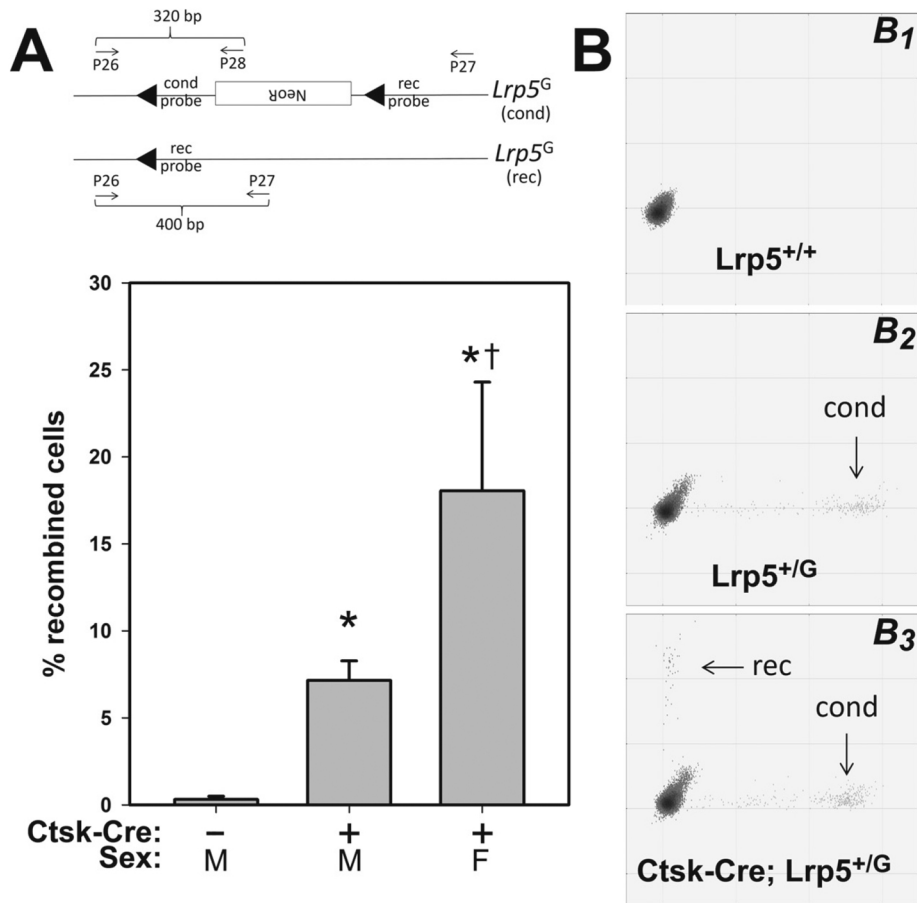 A
320 bp
P26 P28 P27
cond probe NeoR rec probe Lrp5G (cond)
rec probe Lrp5G (rec)
P26 P27
400 bp
% recombined cells
30
25
20
15
10
5
0
*
*†
Ctsk-Cre: – + +
Sex: M M F
B
B1
Lrp5+/+
B2
cond
Lrp5+/G
B3
rec
cond
Ctsk-Cre; Lrp5+/G